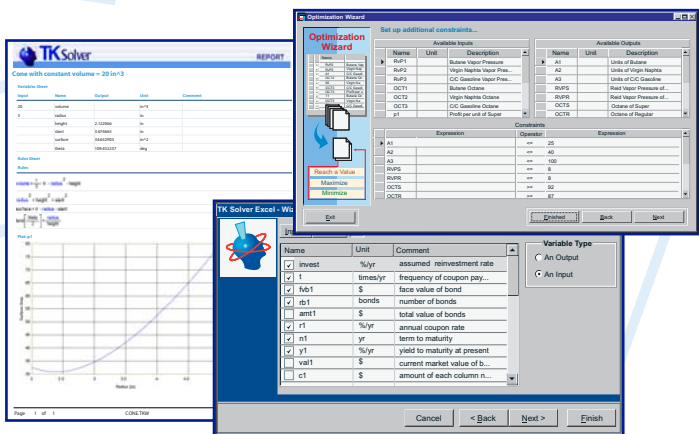 TK Solver
REPORT
Cone with constant volume = 20 in^3
Variables Sheet
Input Name Output Unit Comment
20 volume in^3
3 radius in
height 2.122066 in
slant in
surface in^2
theta 109.452237 deg
Rules Sheet
Rules
Plot p1
Radius (in)
Page 1 of 1 CONE.TKW
Optimization Wizard
Optimization
Wizard
Reach a Value
Maximize
Minimize
Set up additional constraints...
Available Inputs
Name Unit Description
RvP1 Butane Vapor Pressure
RvP2 Virgin Naphta Vapor Pres...
RvP3 C/C Gasoline Vapor Pres...
OCT1 Butane Octane
OCT2 Virgin Naphta Octane
OCT3 C/C Gasoline Octane
p1 Profit per unit of Super
Available Outputs
Name Unit Description
A1 Units of Butane
A2 Units of Virgin Naphta
A3 Units of C/C/C Gasoline
RVPS Reid Vapor Pressure of...
RVPR Reid Vapor Pressure of...
OCTS Octane of Super
OCTR Octane of Regular
Constraints
Expression Operator Expression
A1 <= 25
A2 <= 40
A3 <= 100
RVPS <= 8
RVPR <= 8
OCTS >= 92
OCTR >= 87
Exit
Finished Back Next
TK Solver Excel - Wiz
Name Unit Comment
invest %/yr assumed reinvestment rate
t times/yr frequency of coupon pay...
fvb1 $ face value of bond
rb1 bonds number of bonds
amt1 $ total value of bonds
r1 %/yr annual coupon rate
n1 yr term to maturity
y1 %/yr yield to maturity at present
val1 $ current market value of b...
c1 $ amount of each column n...
Variable Type
An Output
An Input
Cancel < Back Next > Finish